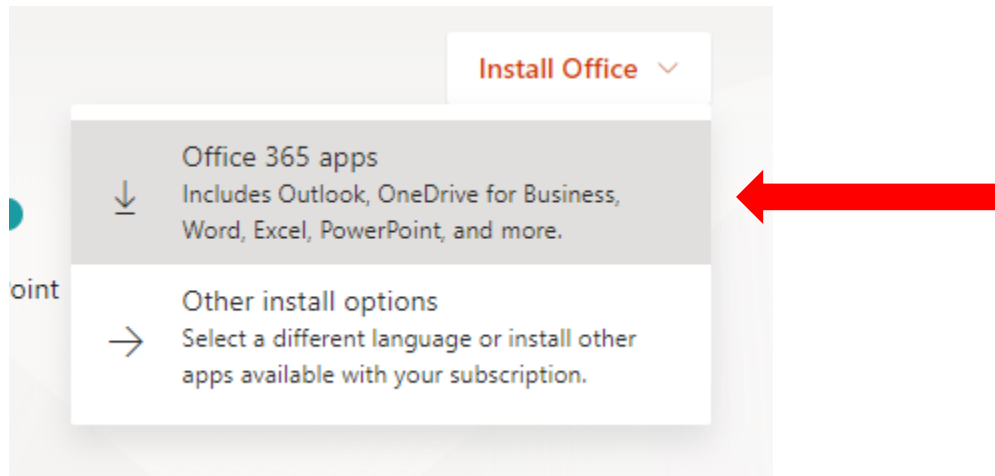 Install Office
Office 365 apps
Includes Outlook, OneDrive for Business,
Word, Excel, PowerPoint, and more.
oint
Other install options
Select a different language or install other
apps available with your subscription.